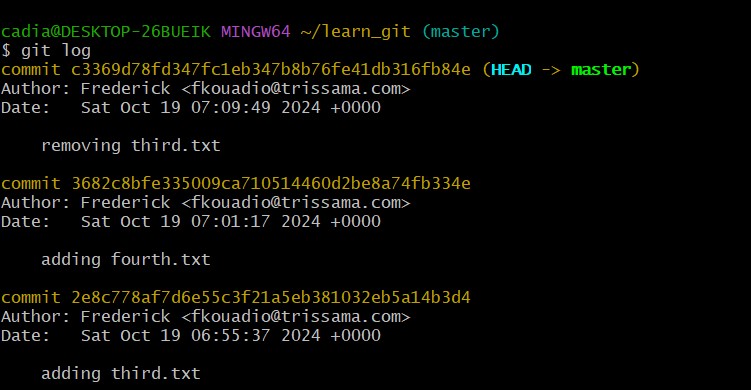 cadia@DESKTOP-26BUEIK MINGW64 ~/learn_git (master)
$ git log
commit c3369d78fd347fc1eb347b8b76fe41db316fb84e (HEAD -> master)
Author: Frederick <fkouadio@trissama.com>
Date:   Sat Oct 19 07:09:49 2024 +0000
    removing third.txt
commit 3682c8bfe335009ca710514460d2be8a74fb334e
Author: Frederick <fkouadio@trissama.com>
Date:   Sat Oct 19 07:01:17 2024 +0000
    adding fourth.txt
commit 2e8c778af7d6e55c3f21a5eb381032eb5a14b3d4
Author: Frederick <fkouadio@trissama.com>
Date:   Sat Oct 19 06:55:37 2024 +0000
    adding third.txt